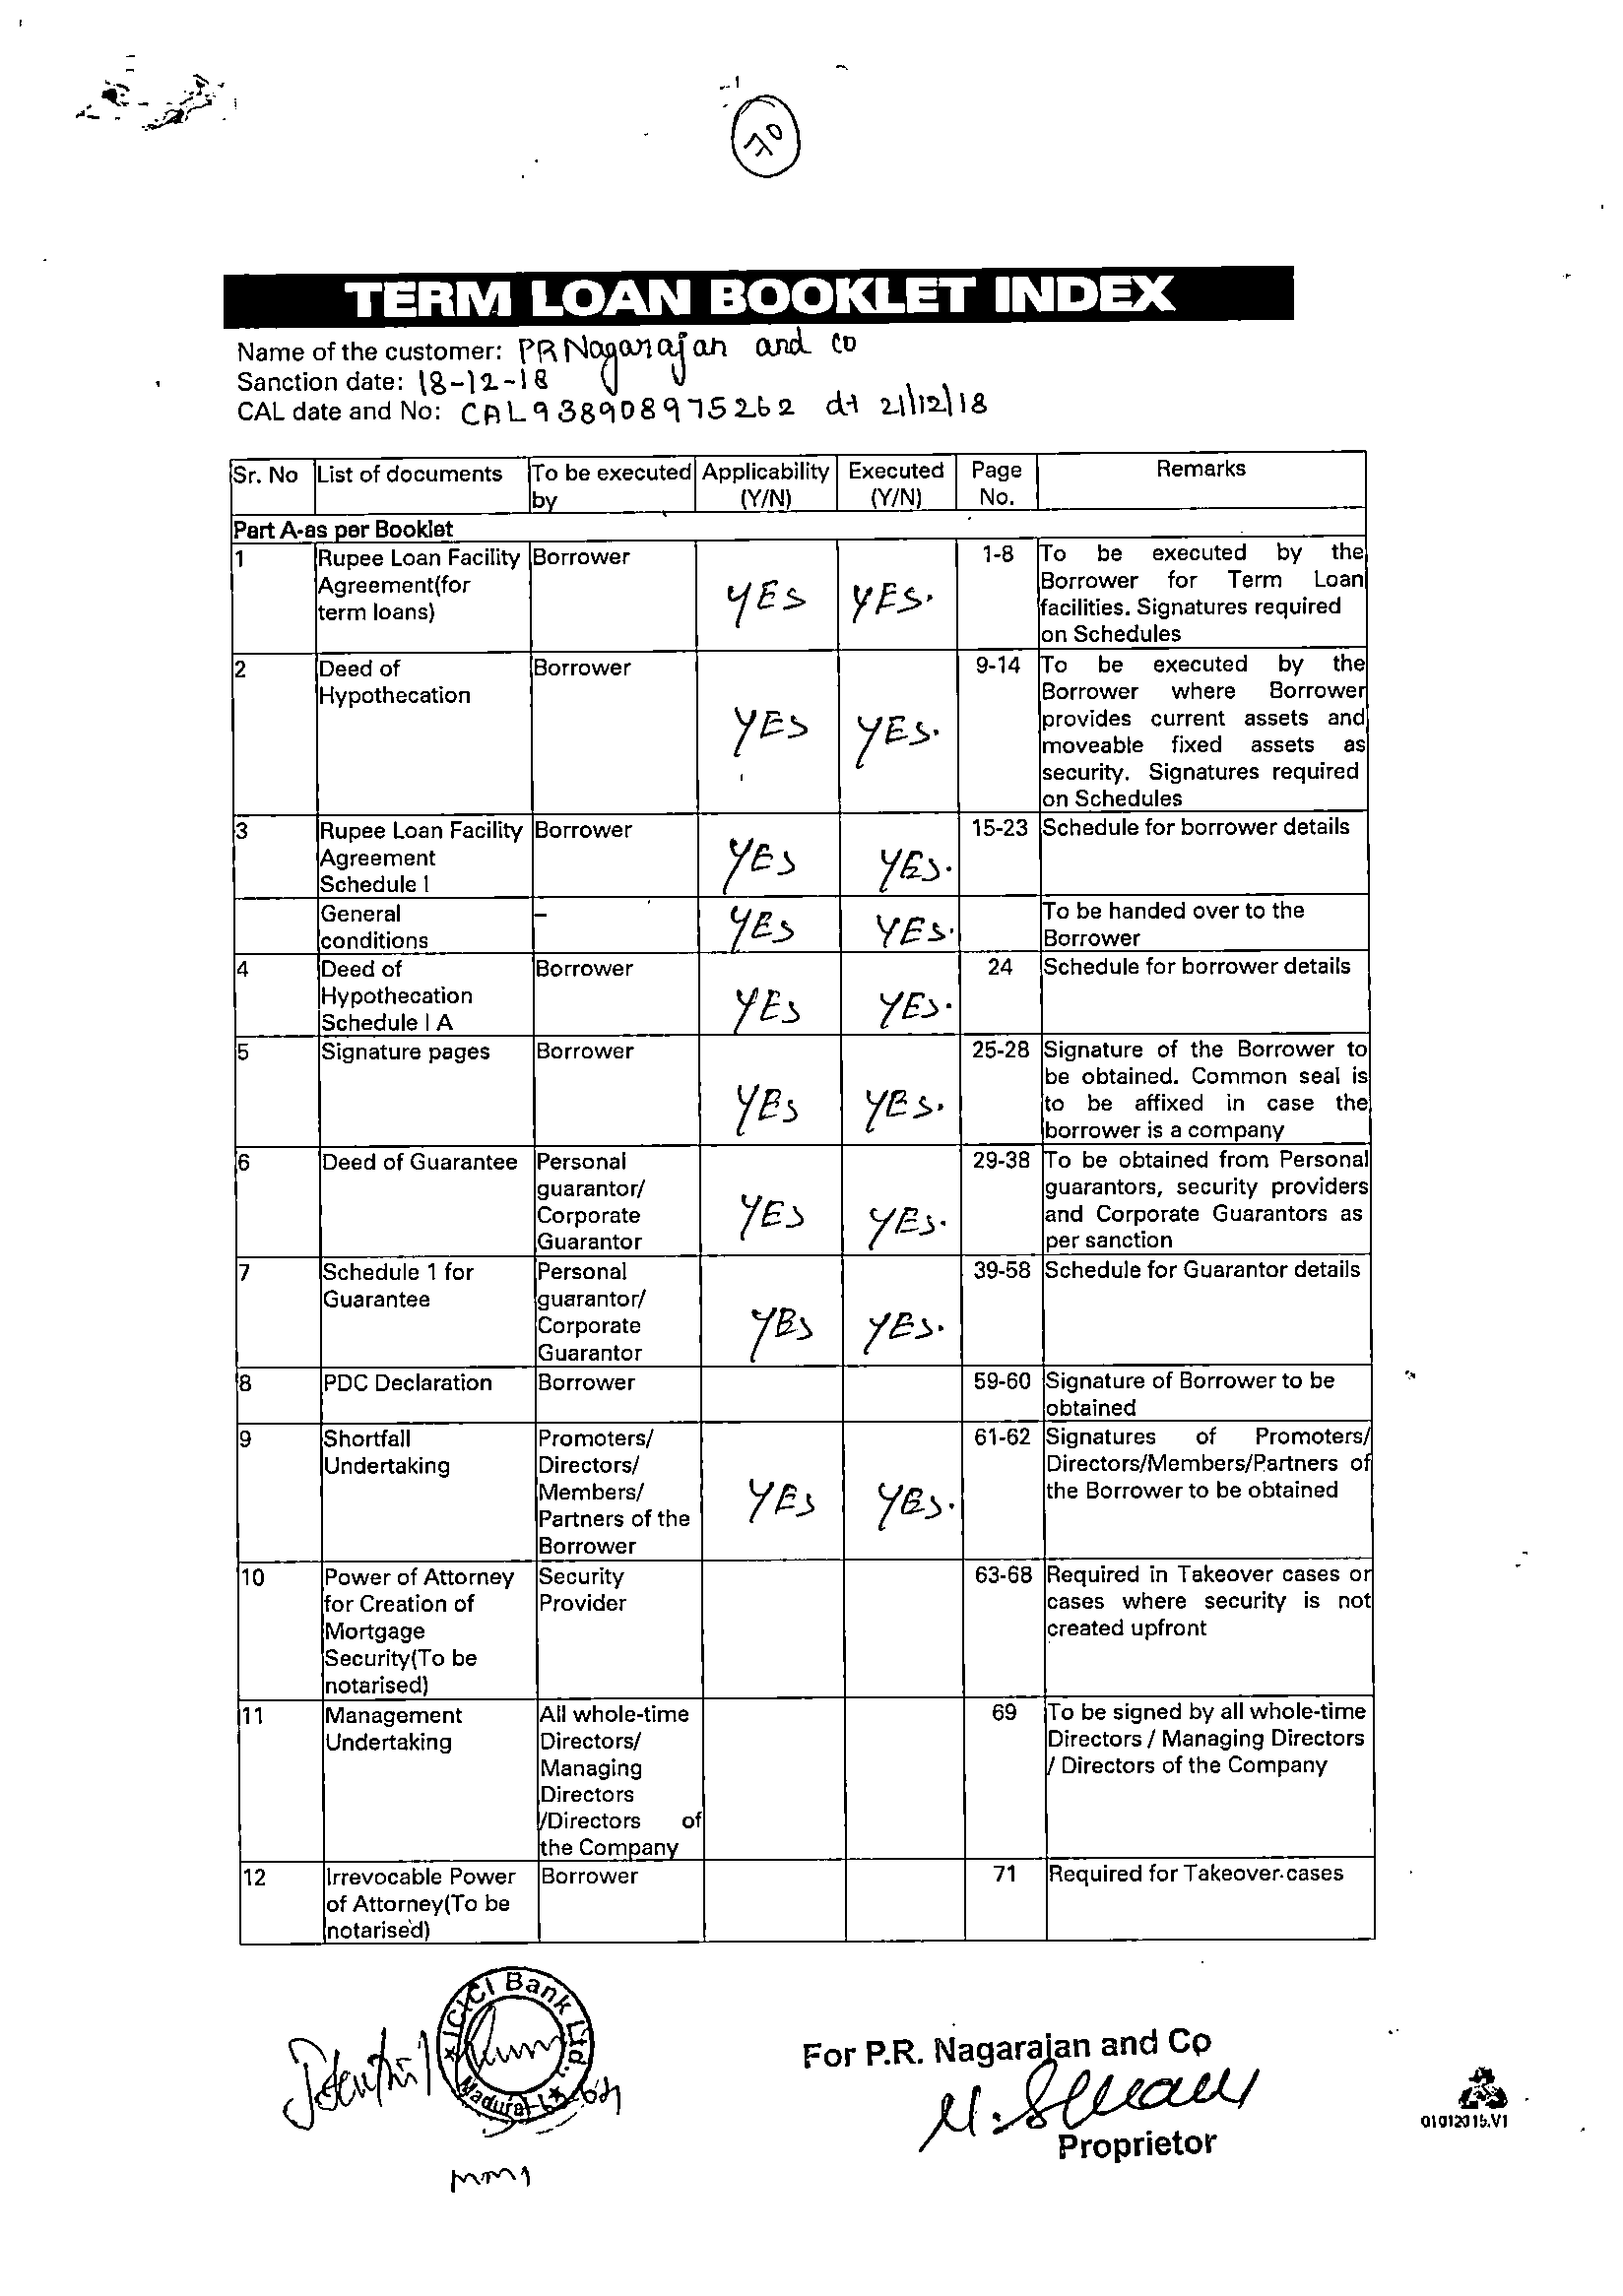 70
TERM LOAN BOOKLET INDEX
Name of the customer: PR Nagarajan and co
Sanction date: 18-12-18
CAL date and No: CAL938908975262 dt 21/12/18
Sr. No List of documents To be executed by Applicability (Y/N) Executed (Y/N) Page No. Remarks
Part A-as per Booklet
1 Rupee Loan Facility Agreement(for term loans) Borrower YES YES. 1-8 To be executed by the Borrower for Term Loan facilities. Signatures required on Schedules
2 Deed of Hypothecation Borrower YES YES. 9-14 To be executed by the Borrower where Borrower provides current assets and moveable fixed assets as security. Signatures required on Schedules
3 Rupee Loan Facility Agreement Schedule I Borrower YES YES. 15-23 Schedule for borrower details
General conditions – YES YES. To be handed over to the Borrower
4 Deed of Hypothecation Schedule I A Borrower YES YES. 24 Schedule for borrower details
5 Signature pages Borrower YES YES. 25-28 Signature of the Borrower to be obtained. Common seal is to be affixed in case the borrower is a company
6 Deed of Guarantee Personal guarantor/ Corporate Guarantor YES YES. 29-38 To be obtained from Personal guarantors, security providers and Corporate Guarantors as per sanction
7 Schedule 1 for Guarantee Personal guarantor/ Corporate Guarantor YES YES. 39-58 Schedule for Guarantor details
8 PDC Declaration Borrower 59-60 Signature of Borrower to be obtained
9 Shortfall Undertaking Promoters/ Directors/ Members/ Partners of the Borrower YES YES. 61-62 Signatures of Promoters/ Directors/Members/Partners of the Borrower to be obtained
10 Power of Attorney for Creation of Mortgage Security(To be notarised) Security Provider 63-68 Required in Takeover cases or cases where security is not created upfront
11 Management Undertaking All whole-time Directors/ Managing Directors /Directors of the Company 69 To be signed by all whole-time Directors / Managing Directors / Directors of the Company
12 Irrevocable Power of Attorney(To be notarised) Borrower 71 Required for Takeover cases
ICICI Bank Ltd.,
Madurai
For P.R. Nagarajan and Co
Proprietor
01012015.V1